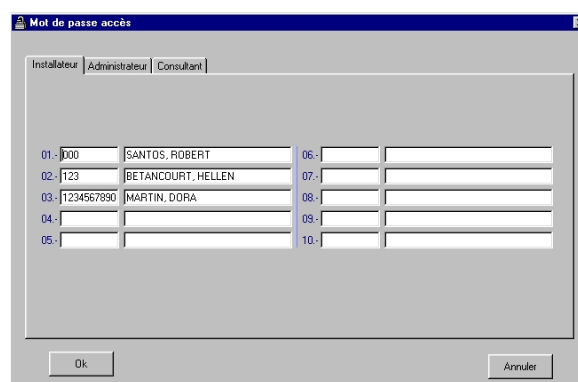 Mot de passe accès
Installateur Administrateur Consultant
01.- 000 SANTOS, ROBERT 06.-
02.- 123 BETANCOURT, HELLEN 07.-
03.- 1234567890 MARTIN, DORA 08.-
04.- 09.-
05.- 10.-
Ok Annuler